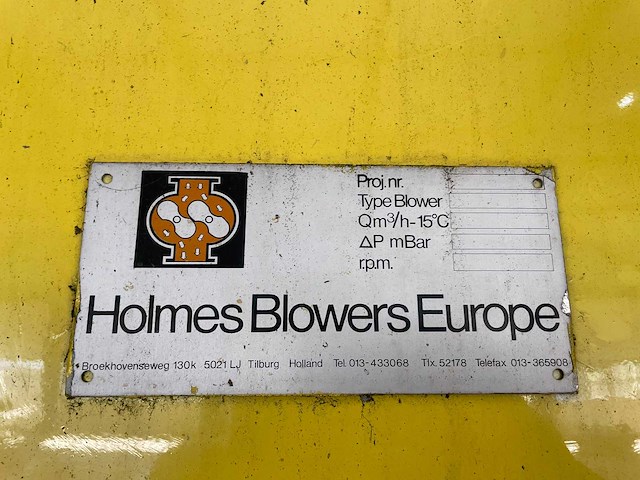 Proj.nr.
Type Blower
Qm³/h-15°C
ΔP mBar
r.p.m.
Holmes Blowers Europe
Broekhovenseweg 130k 5021 LJ Tilburg Holland Tel. 013-433068 Tlx. 52178 Telefax 013-365908